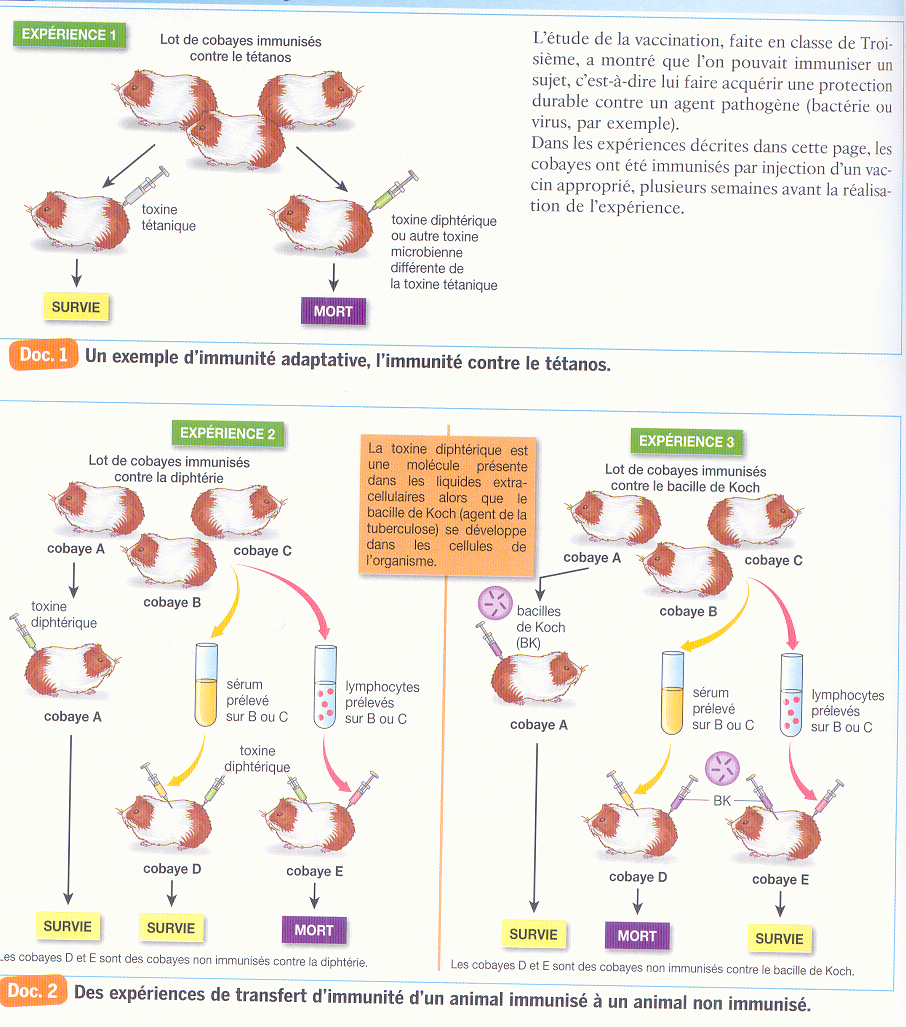 EXPÉRIENCE 1
Lot de cobayes immunisés
contre le tétanos
toxine
tétanique
toxine diphtérique
ou autre toxine
microbienne
différente de
la toxine tétanique
SURVIE
MORT
L'étude de la vaccination, faite en classe de Troi-
sième, a montré que l'on pouvait immuniser un
sujet, c'est-à-dire lui faire acquérir une protection
durable contre un agent pathogène (bactérie ou
virus, par exemple).
Dans les expériences décrites dans cette page, les
cobayes ont été immunisés par injection d'un vac-
cin approprié, plusieurs semaines avant la réalisa-
tion de l'expérience.
Doc. 1 Un exemple d'immunité adaptative, l'immunité contre le tétanos.
EXPÉRIENCE 2
Lot de cobayes immunisés
contre la diphtérie
cobaye A
cobaye C
cobaye B
toxine
diphtérique
cobaye A
sérum
prélevé
sur B ou C
lymphocytes
prélevés
sur B ou C
toxine
diphtérique
cobaye D
cobaye E
SURVIE
SURVIE
MORT
Les cobayes D et E sont des cobayes non immunisés contre la diphtérie.
La toxine diphtérique est
une molécule présente
dans les liquides extra-
cellulaires alors que le
bacille de Koch (agent de la
tuberculose) se développe
dans les cellules de
l'organisme.
EXPÉRIENCE 3
Lot de cobayes immunisés
contre le bacille de Koch
cobaye A
cobaye C
cobaye B
bacilles
de Koch
(BK)
cobaye A
sérum
prélevé
sur B ou C
lymphocytes
prélevés
sur B ou C
BK
cobaye D
cobaye E
SURVIE
MORT
SURVIE
Les cobayes D et E sont des cobayes non immunisés contre le bacille de Koch.
Doc. 2 Des expériences de transfert d'immunité d'un animal immunisé à un animal non immunisé.